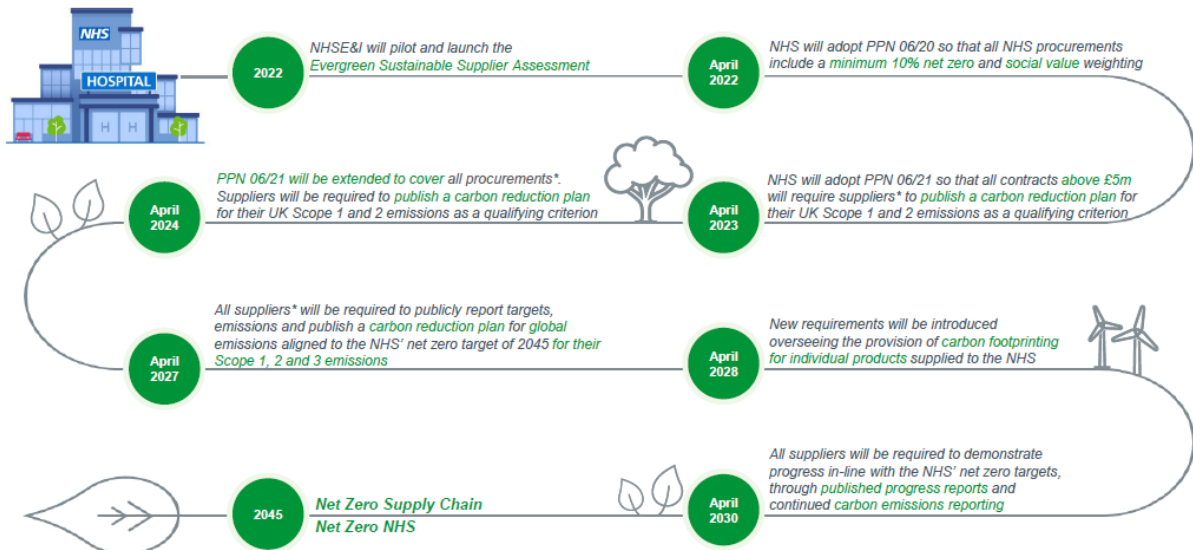 NHS
HOSPITAL
H H
2022
NHSE&I will pilot and launch the
Evergreen Sustainable Supplier Assessment
April
2022
NHS will adopt PPN 06/20 so that all NHS procurements
include a minimum 10% net zero and social value weighting
April
2023
NHS will adopt PPN 06/21 so that all contracts above £5m
will require suppliers* to publish a carbon reduction plan for
their UK Scope 1 and 2 emissions as a qualifying criterion
April
2024
PPN 06/21 will be extended to cover all procurements*.
Suppliers will be required to publish a carbon reduction plan
for their UK Scope 1 and 2 emissions as a qualifying criterion
April
2027
All suppliers* will be required to publicly report targets,
emissions and publish a carbon reduction plan for global
emissions aligned to the NHS' net zero target of 2045 for their
Scope 1, 2 and 3 emissions
April
2028
New requirements will be introduced
overseeing the provision of carbon footprinting
for individual products supplied to the NHS
April
2030
All suppliers will be required to demonstrate
progress in-line with the NHS' net zero targets,
through published progress reports and
continued carbon emissions reporting
2045
Net Zero Supply Chain
Net Zero NHS